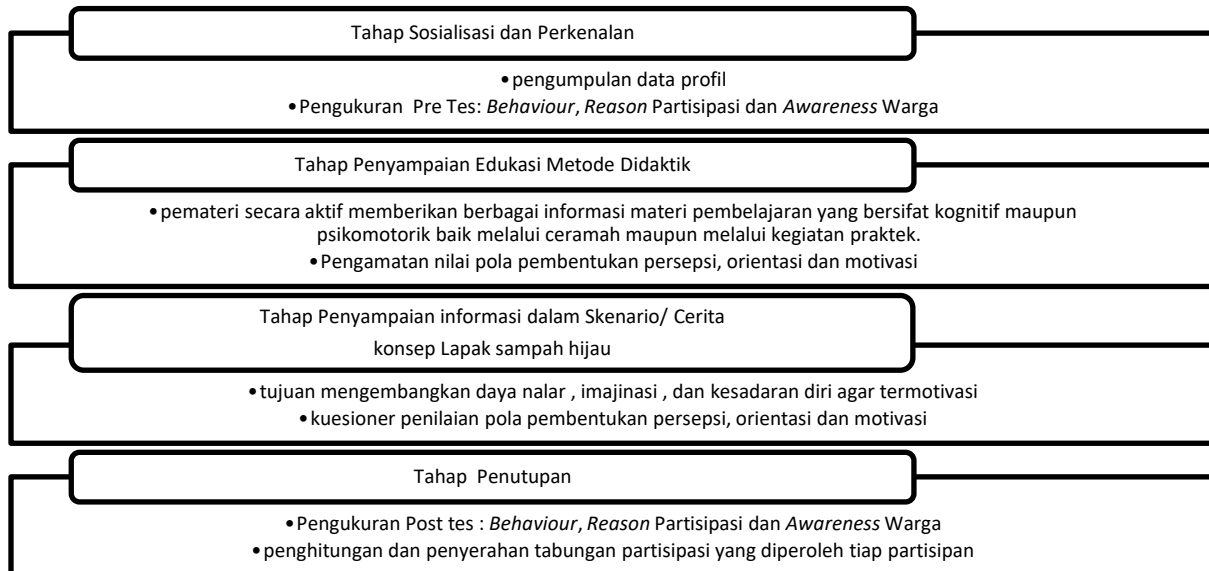 Tahap Sosialisasi dan Perkenalan
•pengumpulan data profil
•Pengukuran Pre Tes: Behaviour, Reason Partisipasi dan Awareness Warga
Tahap Penyampaian Edukasi Metode Didaktik
•pemateri secara aktif memberikan berbagai informasi materi pembelajaran yang bersifat kognitif maupun
psikomotorik baik melalui ceramah maupun melalui kegiatan praktek.
•Pengamatan nilai pola pembentukan persepsi, orientasi dan motivasi
Tahap Penyampaian informasi dalam Skenario/ Cerita
konsep Lapak sampah hijau
•tujuan mengembangkan daya nalar , imajinasi , dan kesadaran diri agar termotivasi
•kuesioner penilaian pola pembentukan persepsi, orientasi dan motivasi
Tahap Penutupan
•Pengukuran Post tes : Behaviour, Reason Partisipasi dan Awareness Warga
•penghitungan dan penyerahan tabungan partisipasi yang diperoleh tiap partisipan